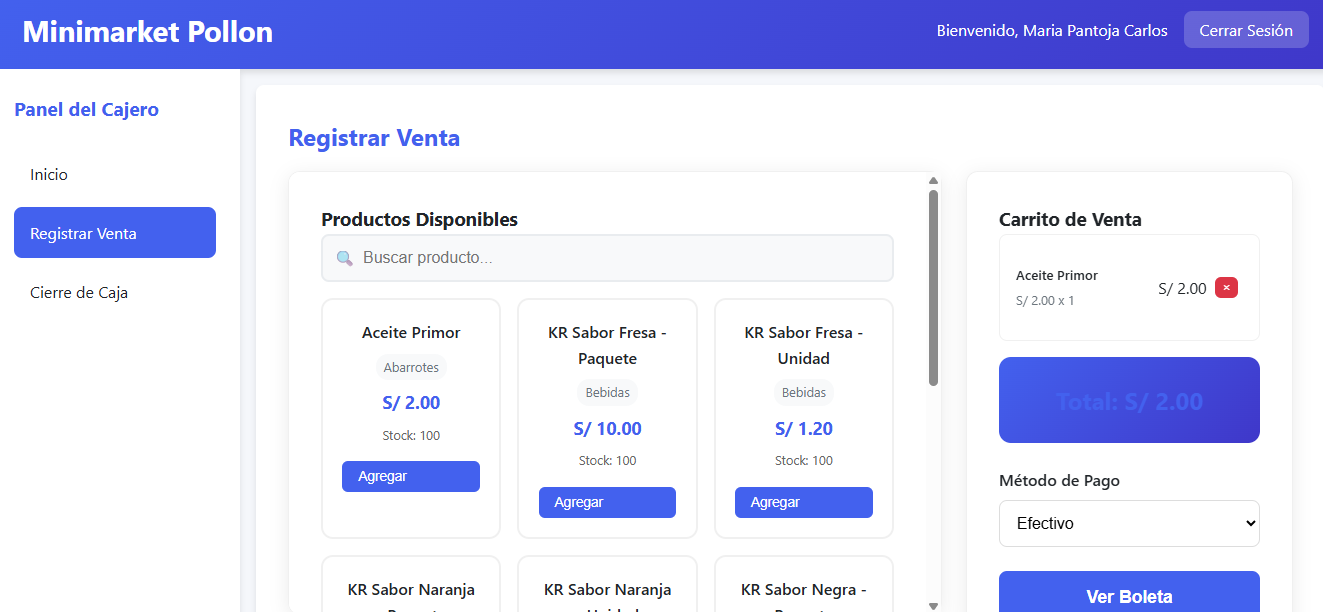 Minimarket Pollon
Bienvenido, Maria Pantoja Carlos
Cerrar Sesión
Panel del Cajero
Inicio
Registrar Venta
Cierre de Caja
Registrar Venta
Productos Disponibles
Buscar producto...
Aceite Primor
Abarrotes
S/ 2.00
Stock: 100
Agregar
KR Sabor Fresa -
Paquete
Bebidas
S/ 10.00
Stock: 100
Agregar
KR Sabor Fresa -
Unidad
Bebidas
S/ 1.20
Stock: 100
Agregar
KR Sabor Naranja
KR Sabor Naranja
KR Sabor Negra -
Carrito de Venta
Aceite Primor
S/ 2.00 x 1
S/ 2.00
×
Total: S/ 2.00
Método de Pago
Efectivo
Ver Boleta